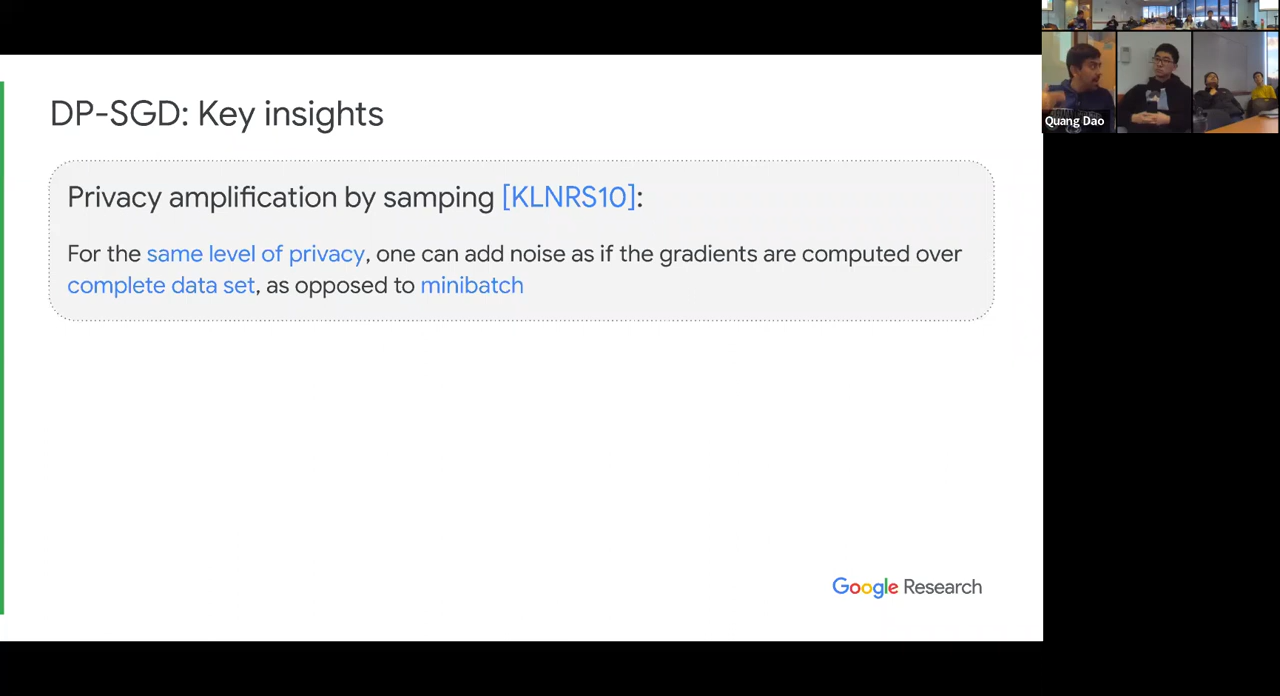 DP-SGD: Key insights
Privacy amplification by samping [KLNRS10]:
For the same level of privacy, one can add noise as if the gradients are computed over
complete data set, as opposed to minibatch
Google Research
Quang Dao